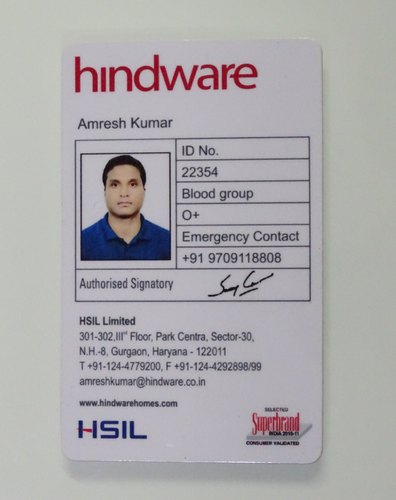 hindware
Amresh Kumar
ID No.
22354
Blood group
O+
Emergency Contact
+91 9709118808
Authorised Signatory
HSIL Limited
301-302,IIIrd Floor, Park Centra, Sector-30,
N.H.-8, Gurgaon, Haryana - 122011
T +91-124-4779200, F +91-124-4292898/99
amreshkumar@hindware.co.in
www.hindwarehomes.com
HSIL
SELECTED
Superbrand
INDIA 2010-11
CONSUMER VALIDATED